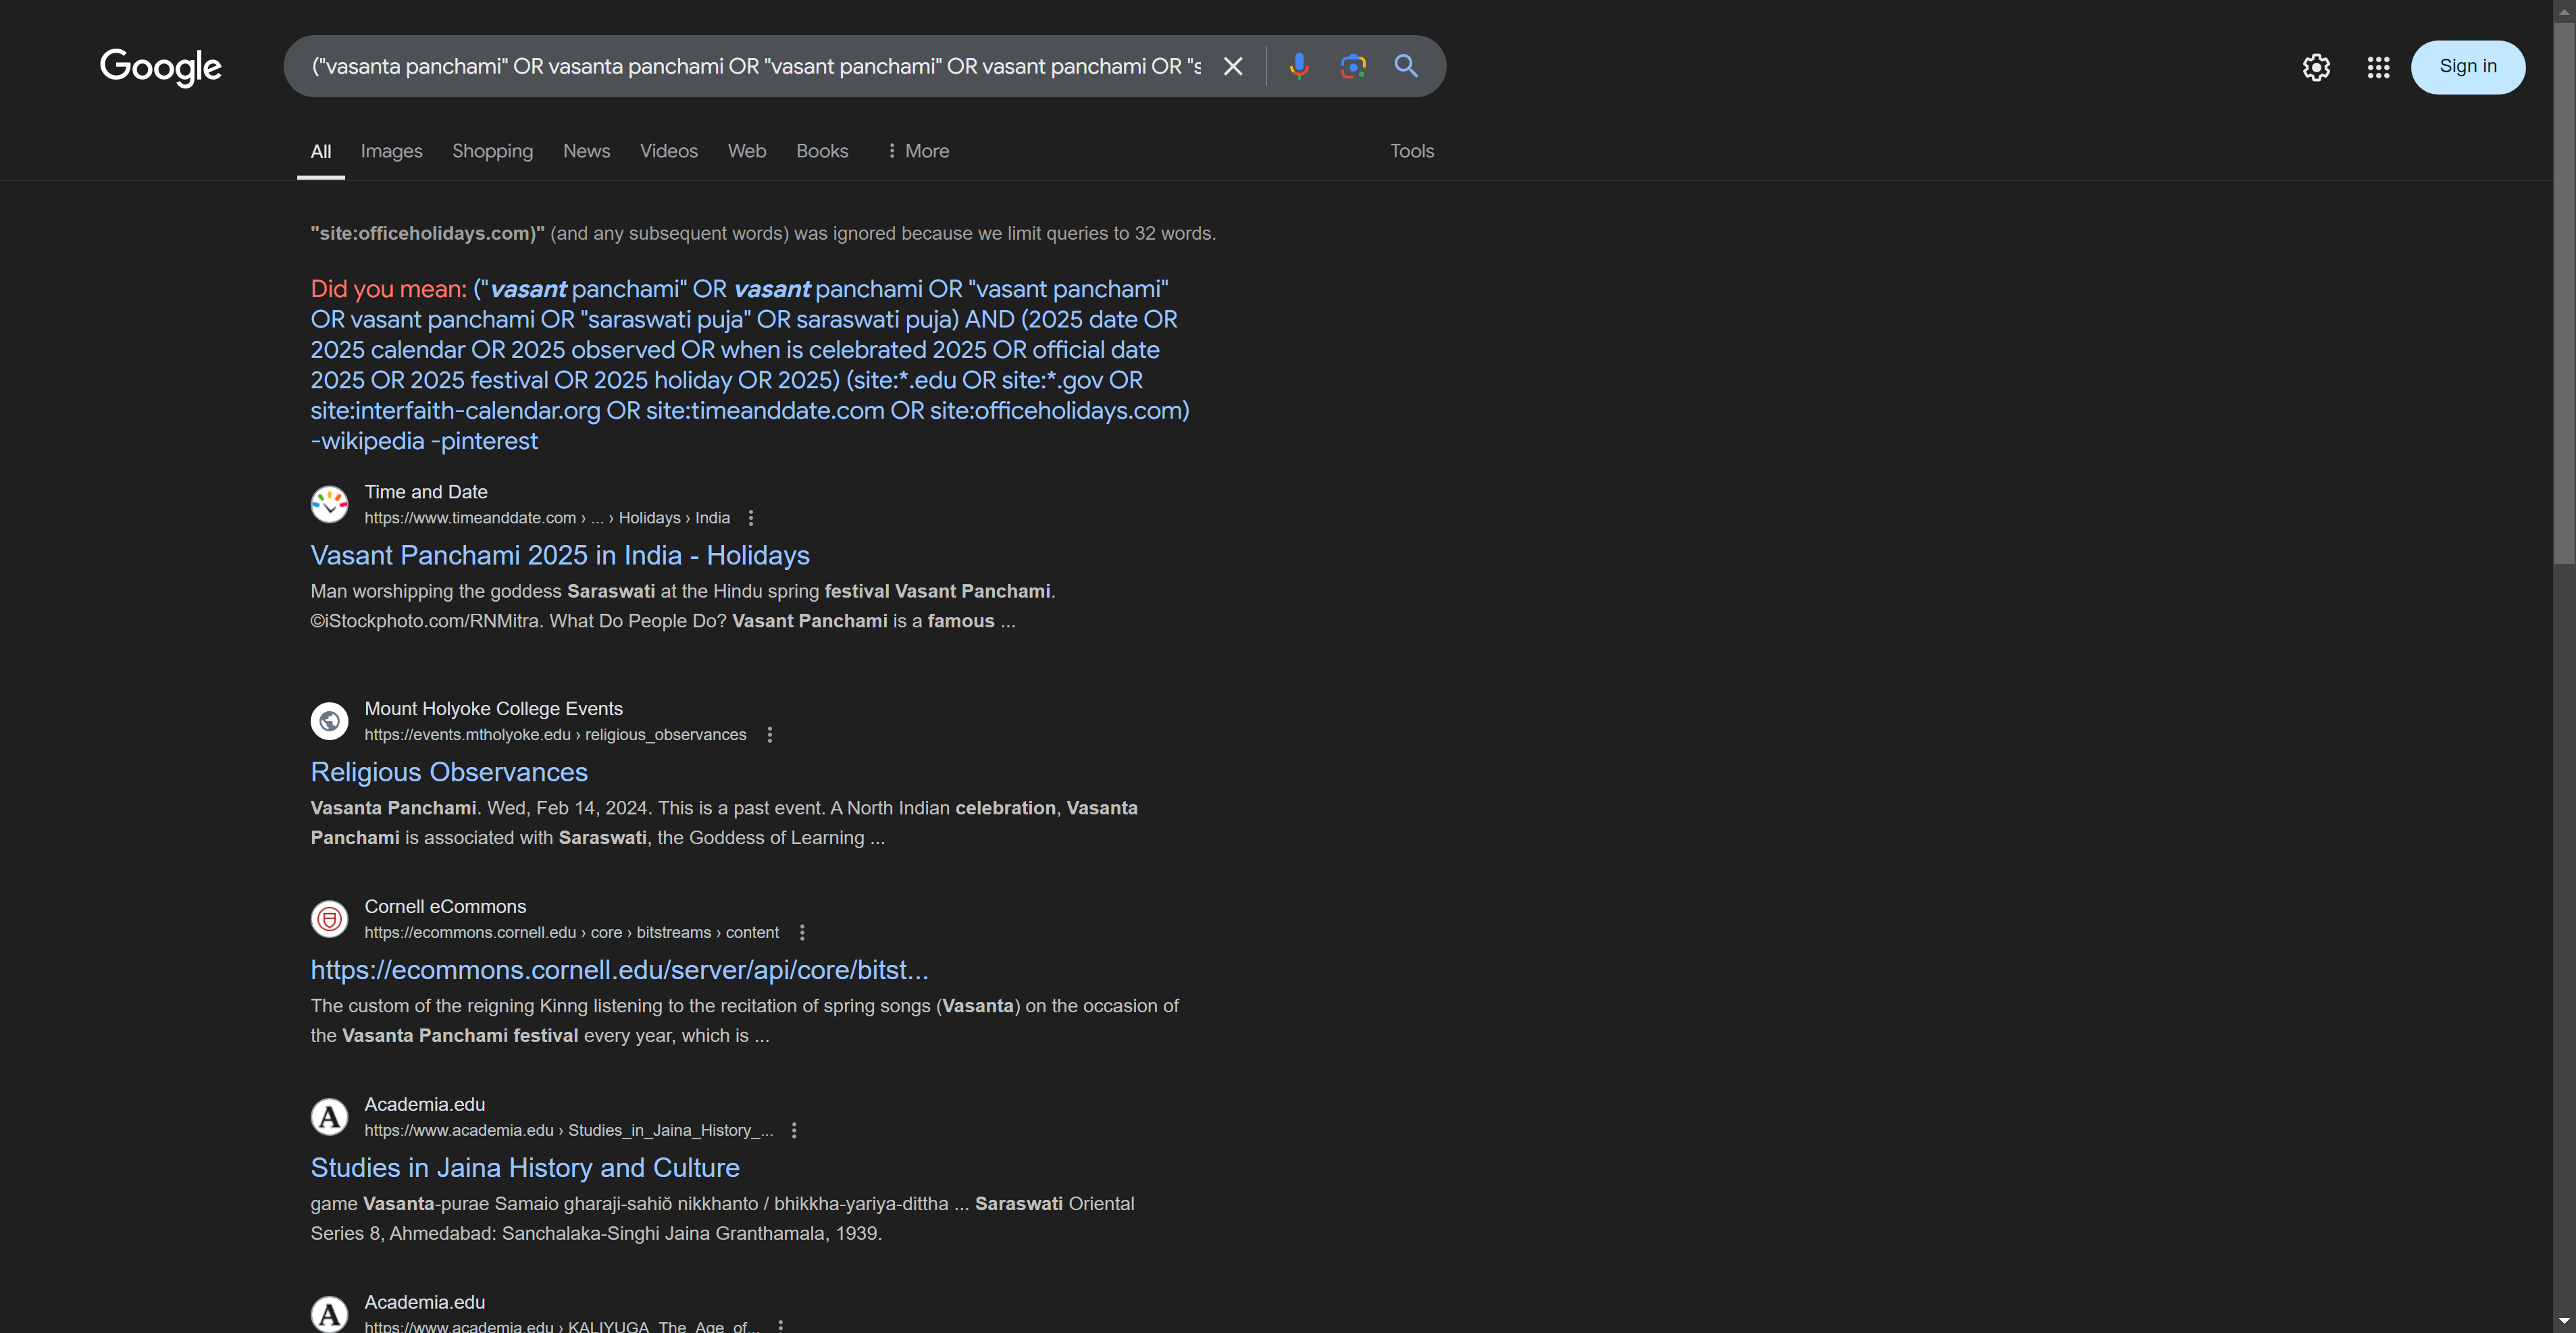 Google
("vasanta panchami" OR vasanta panchami OR "vasant panchami" OR vasant panchami OR "s
Sign in
All Images Shopping News Videos Web Books More Tools
"site:officeholidays.com)" (and any subsequent words) was ignored because we limit queries to 32 words.
Did you mean: ("vasant panchami" OR vasant panchami OR "vasant panchami"
OR vasant panchami OR "saraswati puja" OR saraswati puja) AND (2025 date OR
2025 calendar OR 2025 observed OR when is celebrated 2025 OR official date
2025 OR 2025 festival OR 2025 holiday OR 2025) (site:*.edu OR site:*.gov OR
site:interfaith-calendar.org OR site:timeanddate.com OR site:officeholidays.com)
-wikipedia -pinterest
Time and Date
https://www.timeanddate.com › ... › Holidays › India
Vasant Panchami 2025 in India - Holidays
Man worshipping the goddess Saraswati at the Hindu spring festival Vasant Panchami.
©iStockphoto.com/RNMitra. What Do People Do? Vasant Panchami is a famous ...
Mount Holyoke College Events
https://events.mtholyoke.edu › religious_observances
Religious Observances
Vasanta Panchami. Wed, Feb 14, 2024. This is a past event. A North Indian celebration, Vasanta
Panchami is associated with Saraswati, the Goddess of Learning ...
Cornell eCommons
https://ecommons.cornell.edu › core › bitstreams › content
https://ecommons.cornell.edu/server/api/core/bitst...
The custom of the reigning Kinng listening to the recitation of spring songs (Vasanta) on the occasion of
the Vasanta Panchami festival every year, which is ...
A
Academia.edu
https://www.academia.edu › Studies_in_Jaina_History_...
Studies in Jaina History and Culture
game Vasanta-purae Samaio gharaji-sahiŏ nikkhanto / bhikkha-yariya-dittha ... Saraswati Oriental
Series 8, Ahmedabad: Sanchalaka-Singhi Jaina Granthamala, 1939.
A
Academia.edu
https://www.academia.edu › KALIYUGA_The_Age_of...